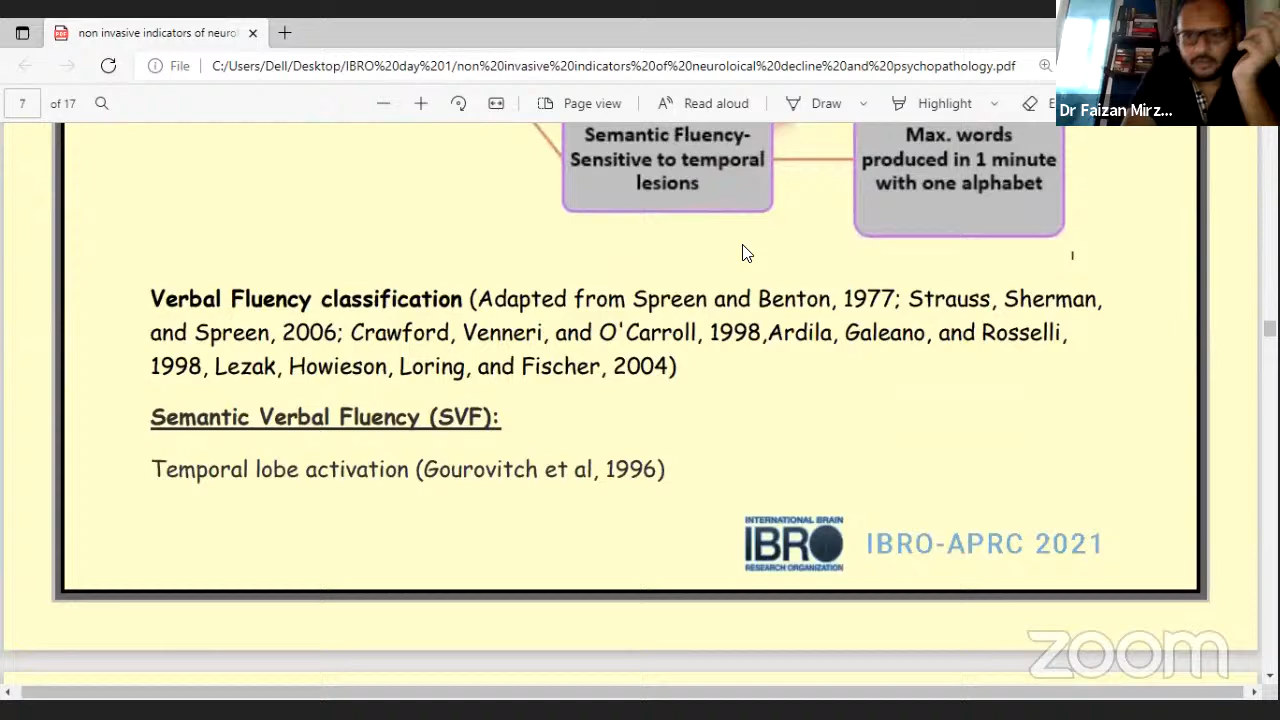 non invasive indicators of neurol
File
C:/Users/Dell/Desktop/IBRO%20day%201/non%20invasive%20indicators%20of%20neuroloical%20decline%20and%20psychopathology.pdf
7 of 17
Page view
Read aloud
Draw
Highlight
Dr Faizan Mirz...
Semantic Fluency-
Sensitive to temporal
lesions
Max. words
produced in 1 minute
with one alphabet
Verbal Fluency classification (Adapted from Spreen and Benton, 1977; Strauss, Sherman,
and Spreen, 2006; Crawford, Venneri, and O'Carroll, 1998,Ardila, Galeano, and Rosselli,
1998, Lezak, Howieson, Loring, and Fischer, 2004)
Semantic Verbal Fluency (SVF):
Temporal lobe activation (Gourovitch et al, 1996)
INTERNATIONAL BRAIN
IBRO
RESEARCH ORGANIZATION
IBRO-APRC 2021
zoom